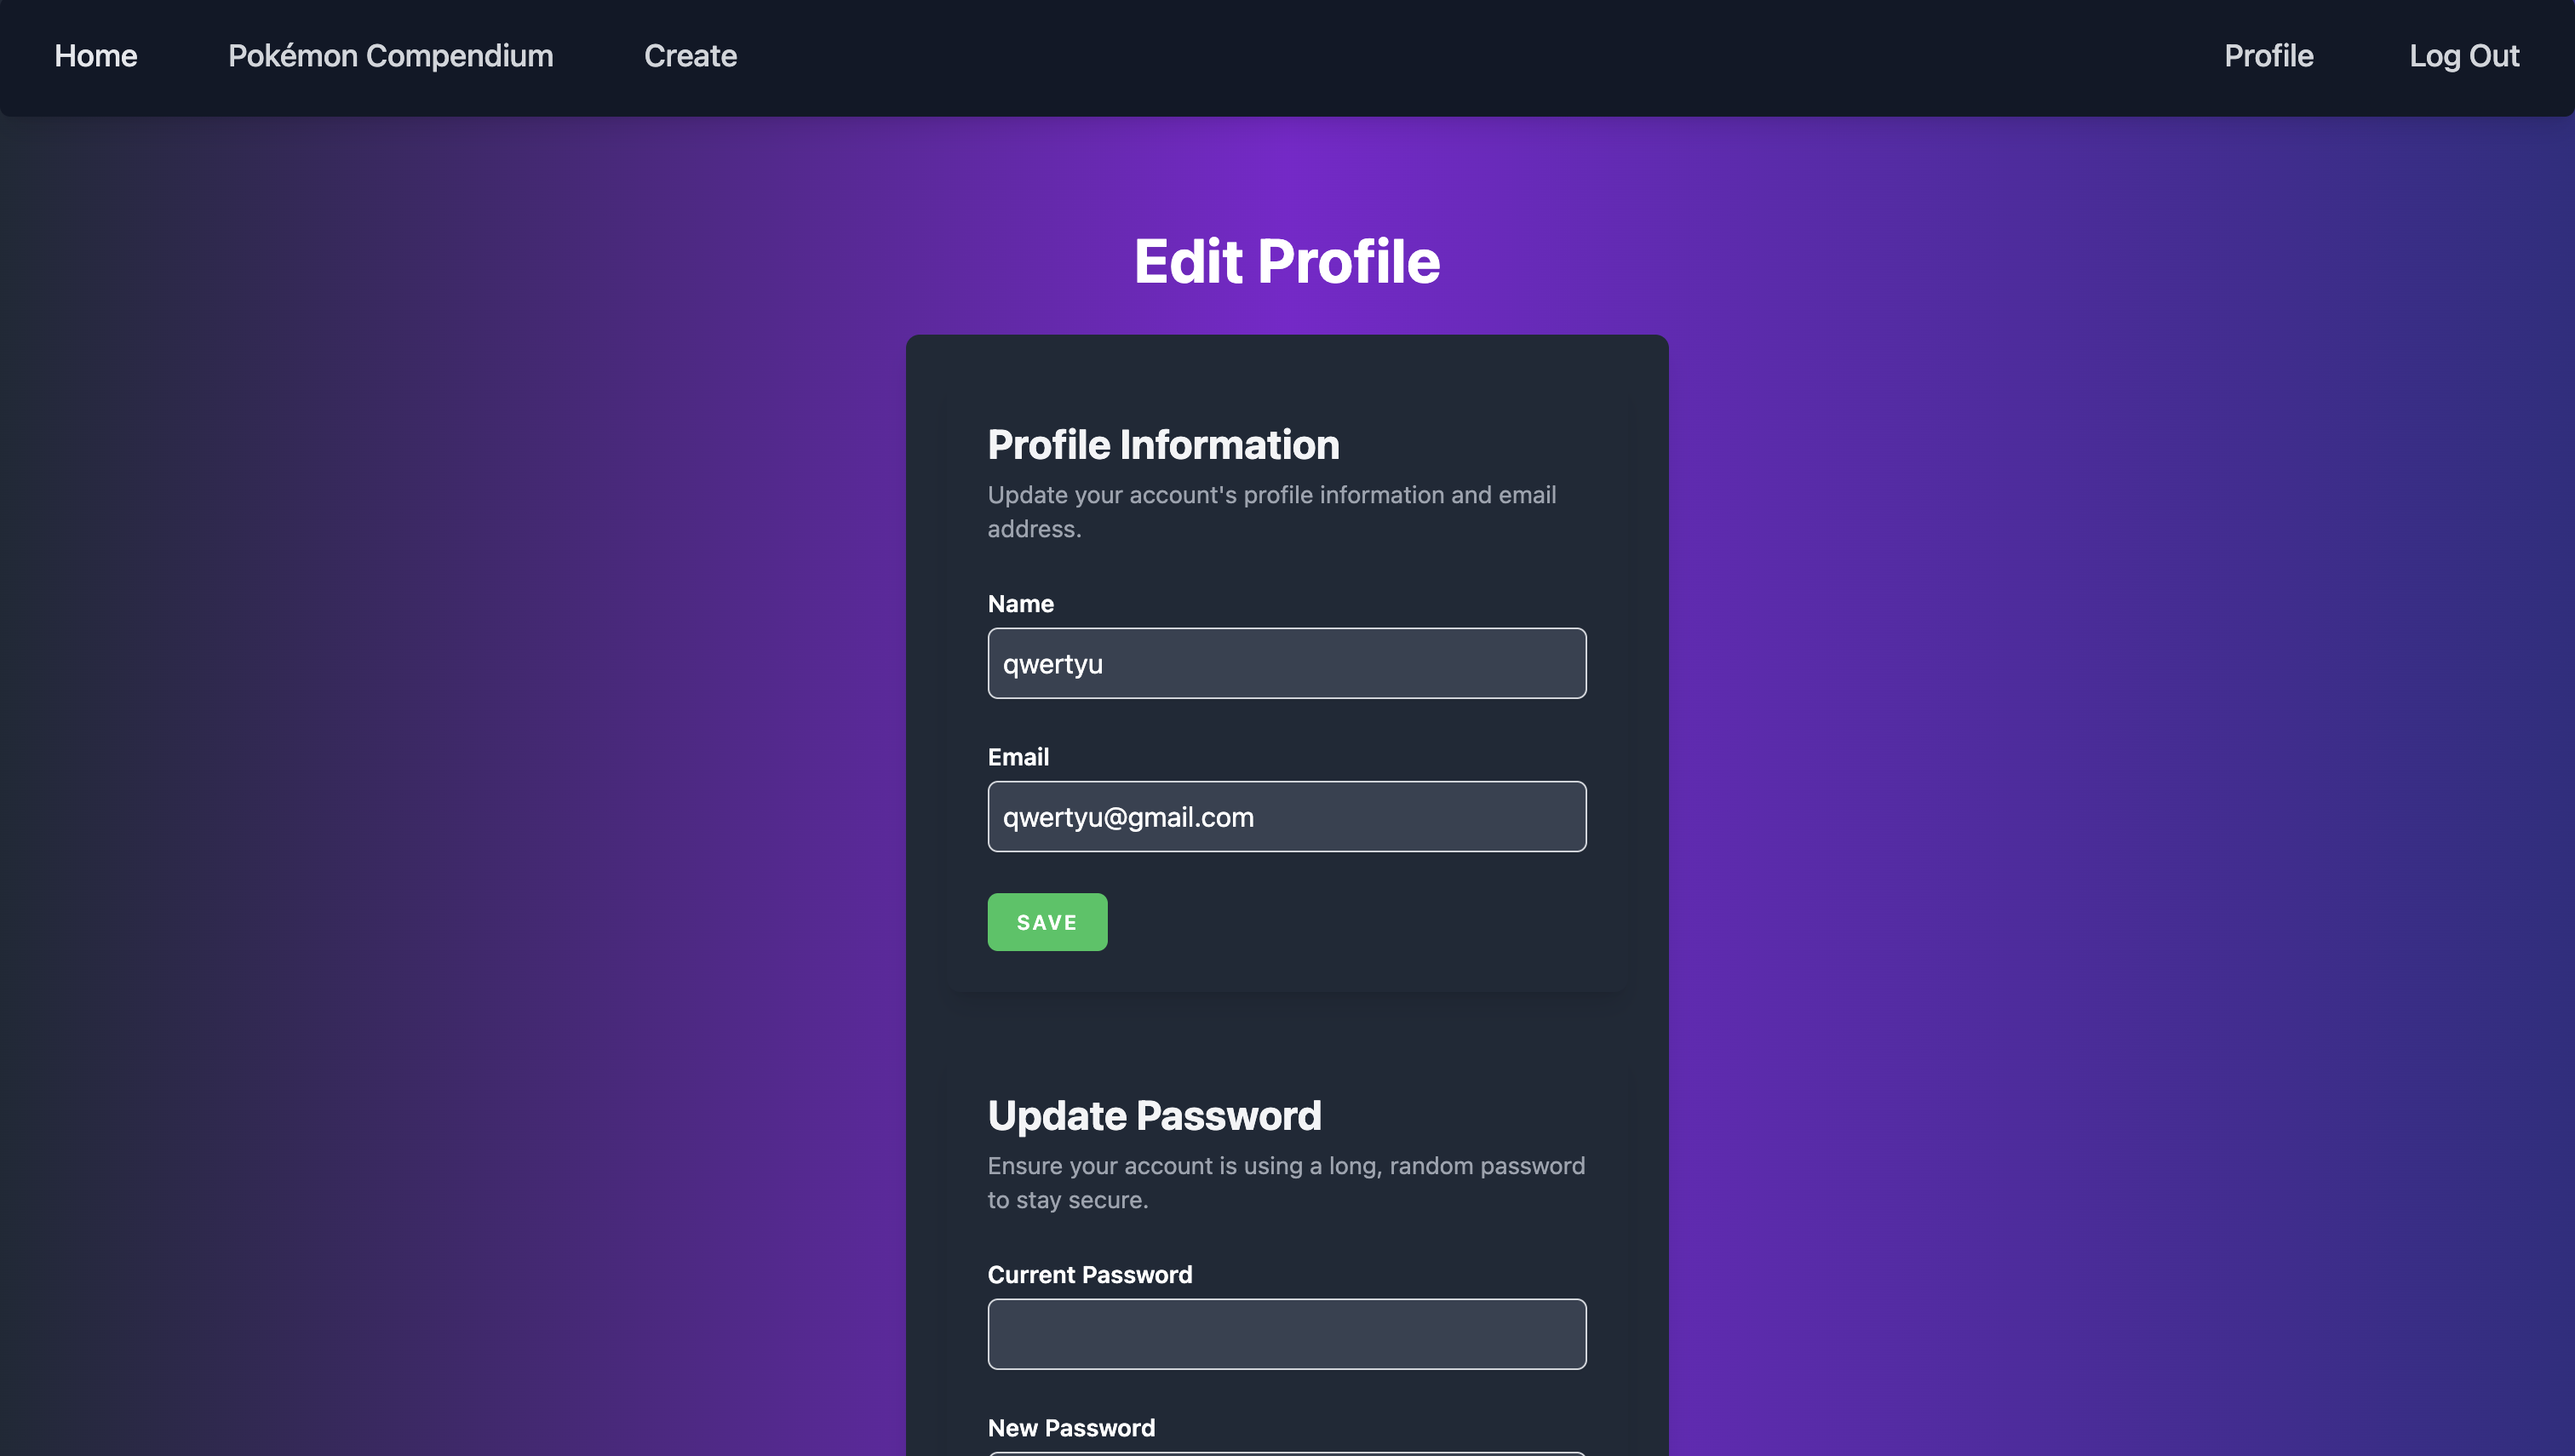 Home Pokémon Compendium Create Profile Log Out
Edit Profile
Profile Information
Update your account's profile information and email
address.
Name
qwertyu
Email
qwertyu@gmail.com
SAVE
Update Password
Ensure your account is using a long, random password
to stay secure.
Current Password
New Password